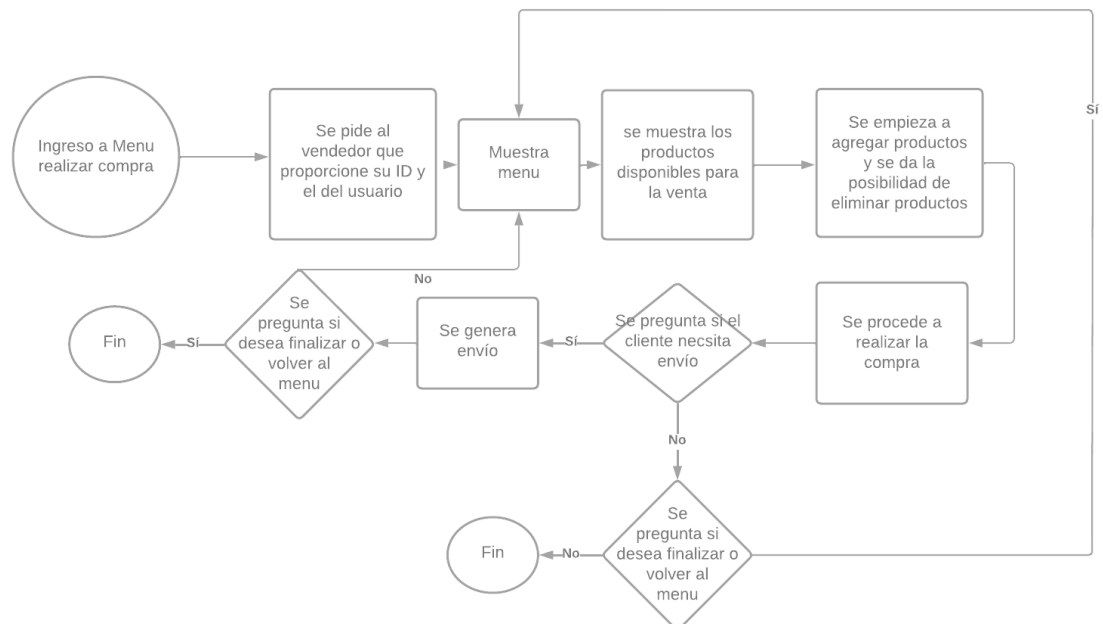 Ingreso a Menu
realizar compra
Se pide al
vendedor que
proporcione su ID y
el del usuario
Muestra
menu
se muestra los
productos
disponibles para
la venta
Se empieza a
agregar productos
y se da la
posibilidad de
eliminar productos
Sí
Se procede a
realizar la
compra
Se pregunta si el
cliente necsita
envío
Sí
Se genera
envío
No
Se
pregunta si
desea finalizar o
volver al
menu
Sí
Fin
No
Se
pregunta si
desea finalizar o
volver al
menu
No
Fin